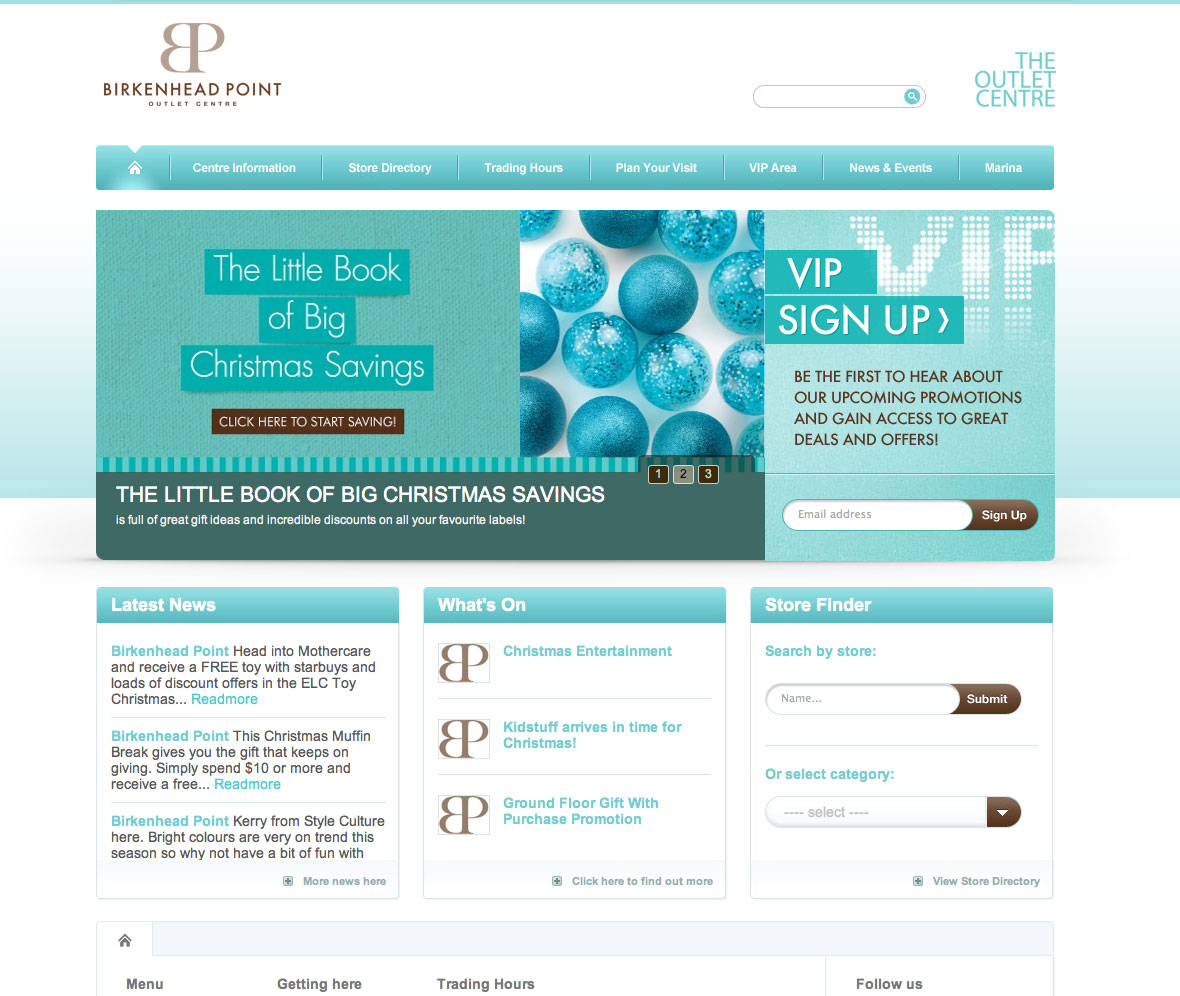 BP
BIRKENHEAD POINT
OUTLET CENTRE
THE
OUTLET
CENTRE
Centre Information
Store Directory
Trading Hours
Plan Your Visit
VIP Area
News & Events
Marina
The Little Book
of Big
Christmas Savings
CLICK HERE TO START SAVING!
1 2 3
THE LITTLE BOOK OF BIG CHRISTMAS SAVINGS
is full of great gift ideas and incredible discounts on all your favourite labels!
VIP
VIP
SIGN UP ›
BE THE FIRST TO HEAR ABOUT
OUR UPCOMING PROMOTIONS
AND GAIN ACCESS TO GREAT
DEALS AND OFFERS!
Email address
Sign Up
Latest News
Birkenhead Point Head into Mothercare
and receive a FREE toy with starbuys and
loads of discount offers in the ELC Toy
Christmas... Readmore
Birkenhead Point This Christmas Muffin
Break gives you the gift that keeps on
giving. Simply spend $10 or more and
receive a free... Readmore
Birkenhead Point Kerry from Style Culture
here. Bright colours are very on trend this
season so why not have a bit of fun with
More news here
What's On
BP
Christmas Entertainment
BP
Kidstuff arrives in time for
Christmas!
BP
Ground Floor Gift With
Purchase Promotion
Click here to find out more
Store Finder
Search by store:
Name...
Submit
Or select category:
---- select ----
View Store Directory
Menu
Getting here
Trading Hours
Follow us